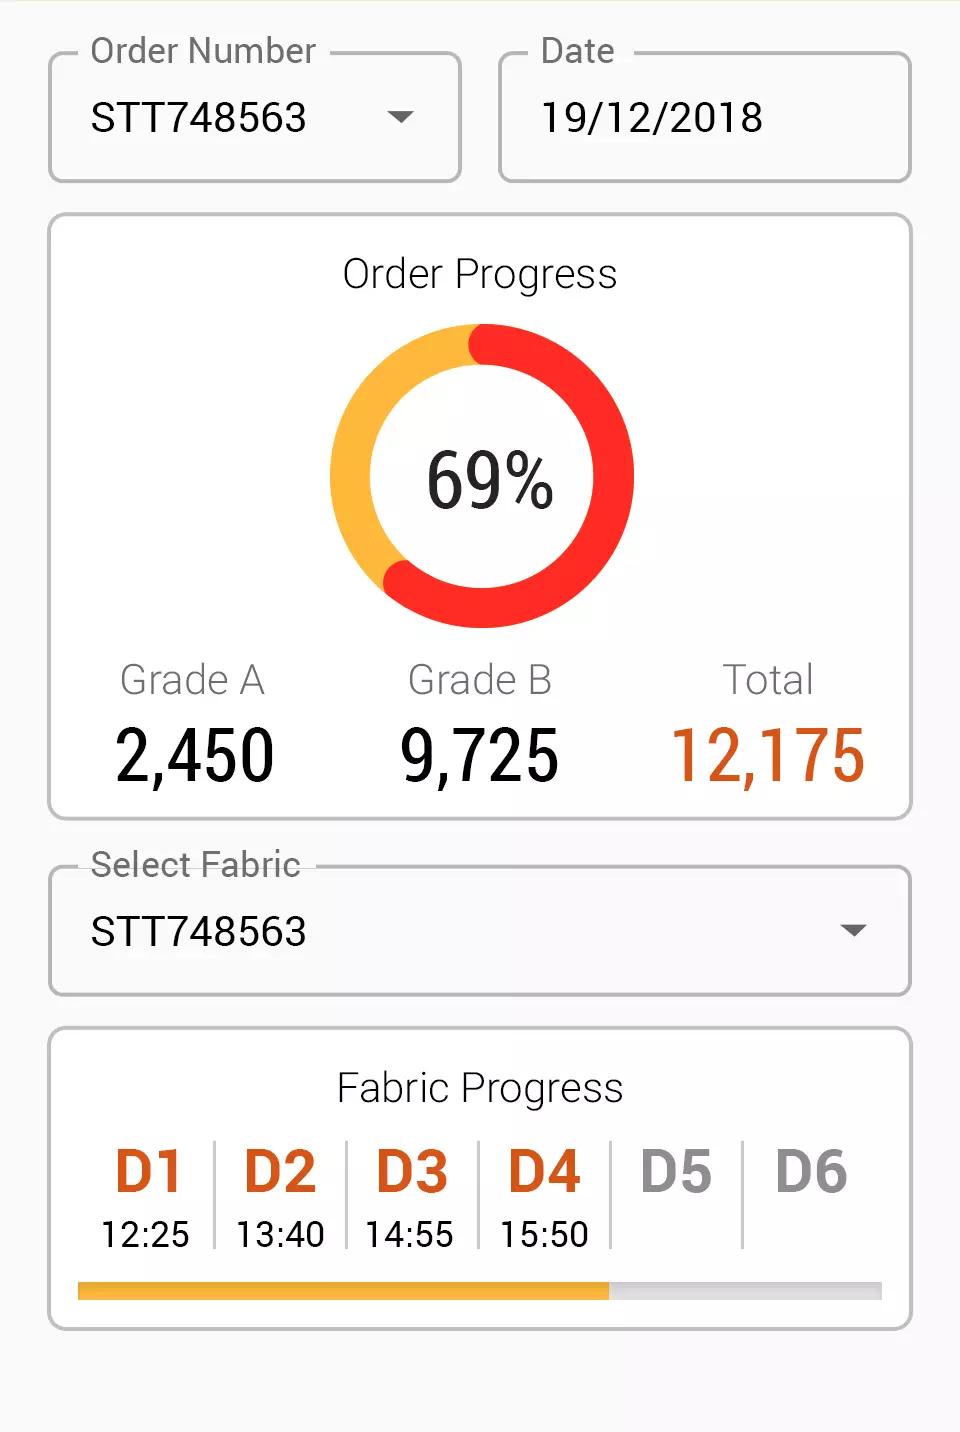 Order Number
Date
STT748563
19/12/2018
Order Progress
69%
Grade A
Grade B
Total
2,450
9,725
12,175
Select Fabric
STT748563
Fabric Progress
D1 D2 D3 D4 D5 D6
12:25 13:40 14:55 15:50